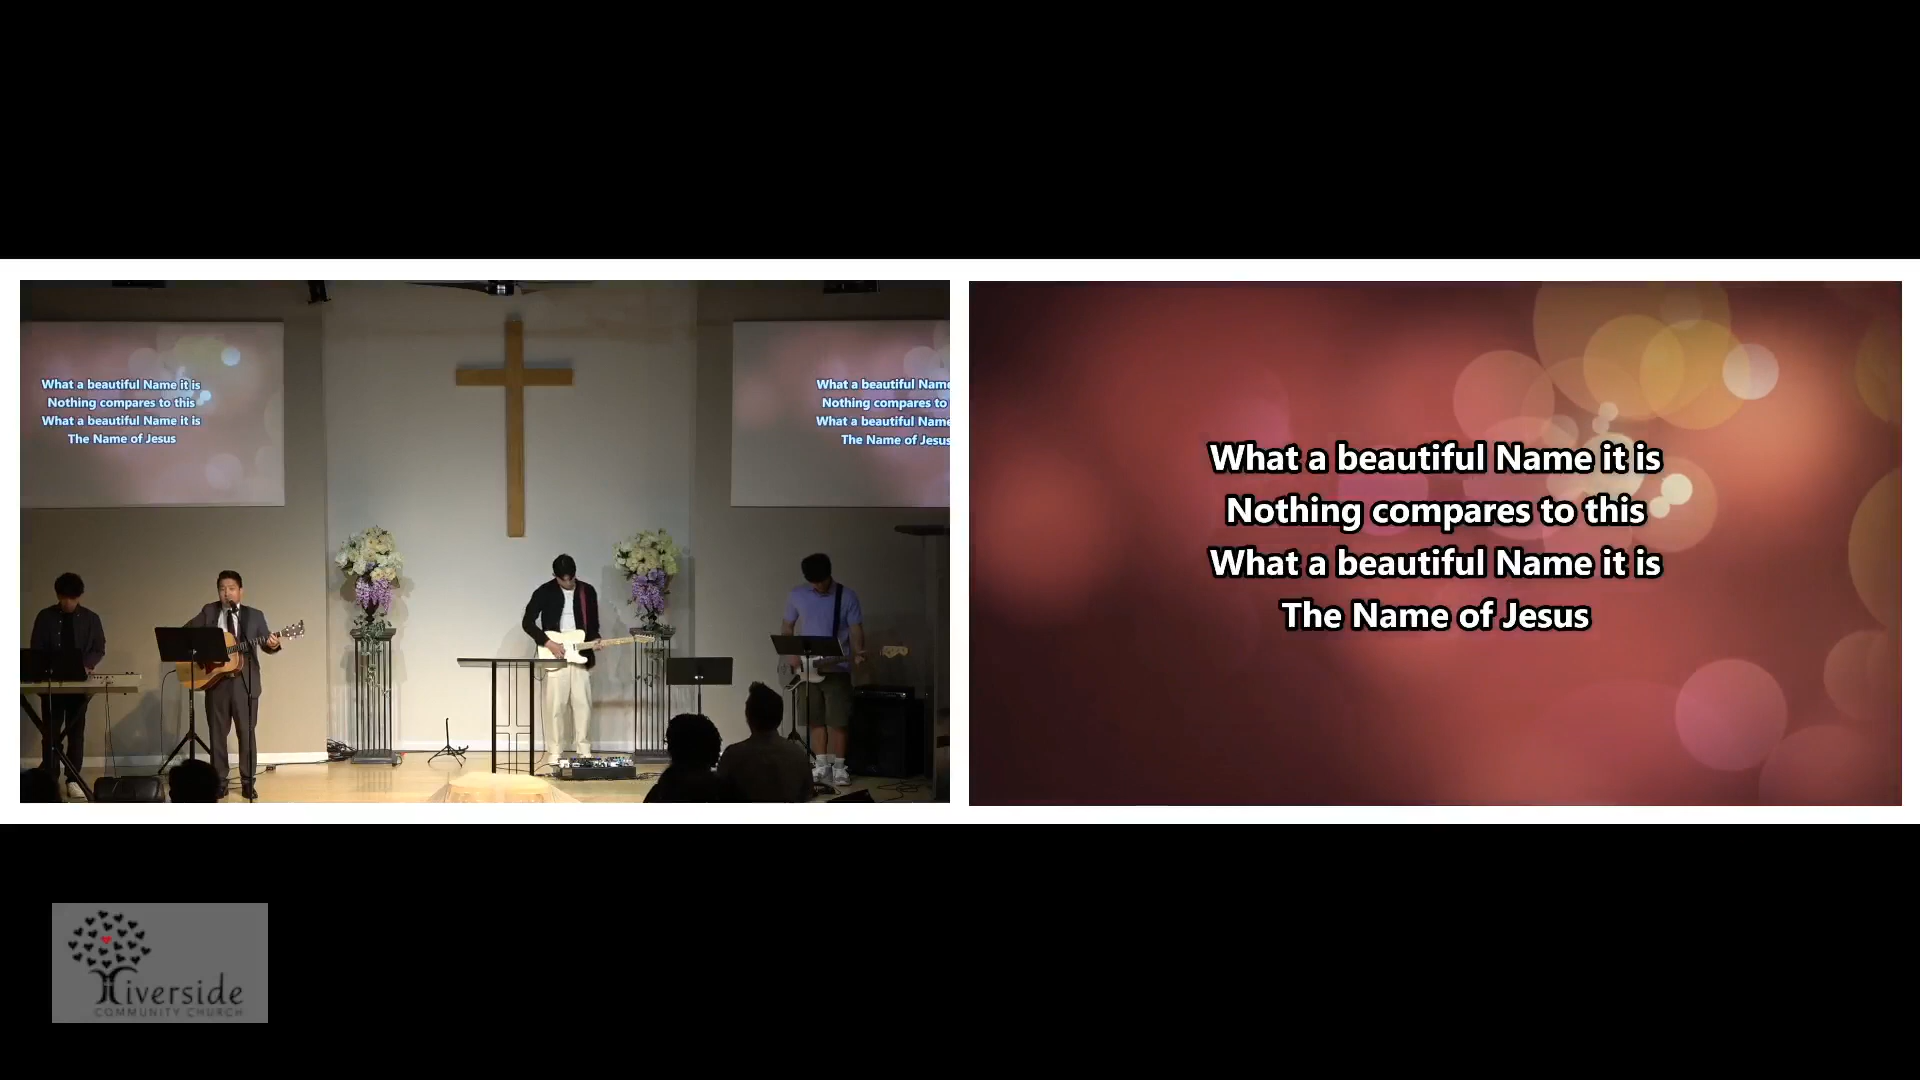 What a beautiful Name it is
Nothing compares to this
What a beautiful Name it is
The Name of Jesus
What a beautiful Name
Nothing compares to
What a beautiful Name
The Name of Jesus
What a beautiful Name it is
Nothing compares to this
What a beautiful Name it is
The Name of Jesus
Riverside
COMMUNITY CHURCH